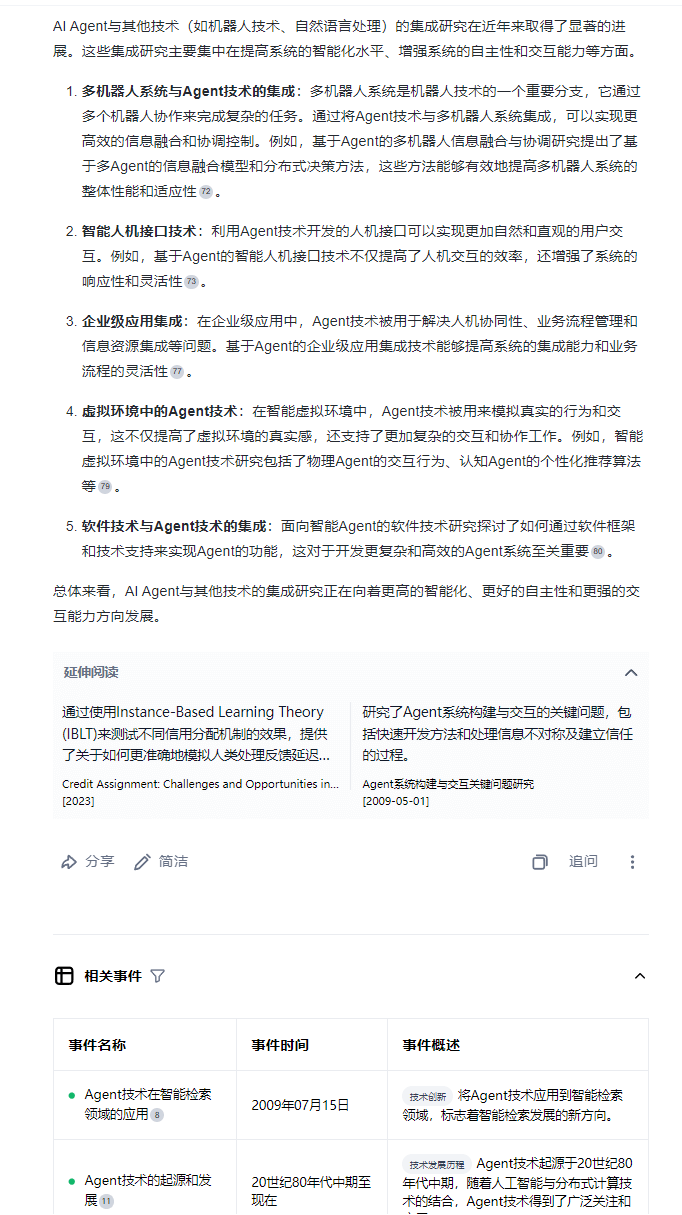 AI Agent与其他技术（如机器人技术、自然语言处理）的集成研究在近年来取得了显著的进
展。这些集成研究主要集中在提高系统的智能化水平、增强系统的自主性和交互能力等方面。
1. 多机器人系统与Agent技术的集成：多机器人系统是机器人技术的一个重要分支，它通过
多个机器人协作来完成复杂的任务。通过将Agent技术与多机器人系统集成，可以实现更
高效的信息融合和协调控制。例如，基于Agent的多机器人信息融合与协调研究提出了基
于多Agent的信息融合模型和分布式决策方法，这些方法能够有效地提高多机器人系统的
整体性能和适应性 72 。
2. 智能人机接口技术：利用Agent技术开发的人机接口可以实现更加自然和直观的用户交
互。例如，基于Agent的智能人机接口技术不仅提高了人机交互的效率，还增强了系统的
响应性和灵活性 73 。
3. 企业级应用集成：在企业级应用中，Agent技术被用于解决人机协同性、业务流程管理和
信息资源集成等问题。基于Agent的企业级应用集成技术能够提高系统的集成能力和业务
流程的灵活性 77 。
4. 虚拟环境中的Agent技术：在智能虚拟环境中，Agent技术被用来模拟真实的行为和交
互，这不仅提高了虚拟环境的真实感，还支持了更加复杂的交互和协作工作。例如，智能
虚拟环境中的Agent技术研究包括了物理Agent的交互行为、认知Agent的个性化推荐算法
等 79 。
5. 软件技术与Agent技术的集成：面向智能Agent的软件技术研究探讨了如何通过软件框架
和技术支持来实现Agent的功能，这对于开发更复杂和高效的Agent系统至关重要 80 。
总体来看，AI Agent与其他技术的集成研究正在向着更高的智能化、更好的自主性和更强的交
互能力方向发展。
延伸阅读
通过使用Instance-Based Learning Theory
(IBLT)来测试不同信用分配机制的效果，提供
了关于如何更准确地模拟人类处理反馈延迟...
Credit Assignment: Challenges and Opportunities in...
[2023]
研究了Agent系统构建与交互的关键问题，包
括快速开发方法和处理信息不对称及建立信任
的过程。
Agent系统构建与交互关键问题研究
[2009-05-01]
分享 简洁 追问
相关事件
事件名称 事件时间 事件概述
Agent技术在智能检索
领域的应用 8
2009年07月15日
技术创新 将Agent技术应用到智能检索
领域，标志着智能检索发展的新方向。
Agent技术的起源和发
展 11
20世纪80年代中期至
现在
技术发展历程 Agent技术起源于20世纪80
年代中期，随着人工智能与分布式计算技
术的结合，Agent技术得到了广泛关注和